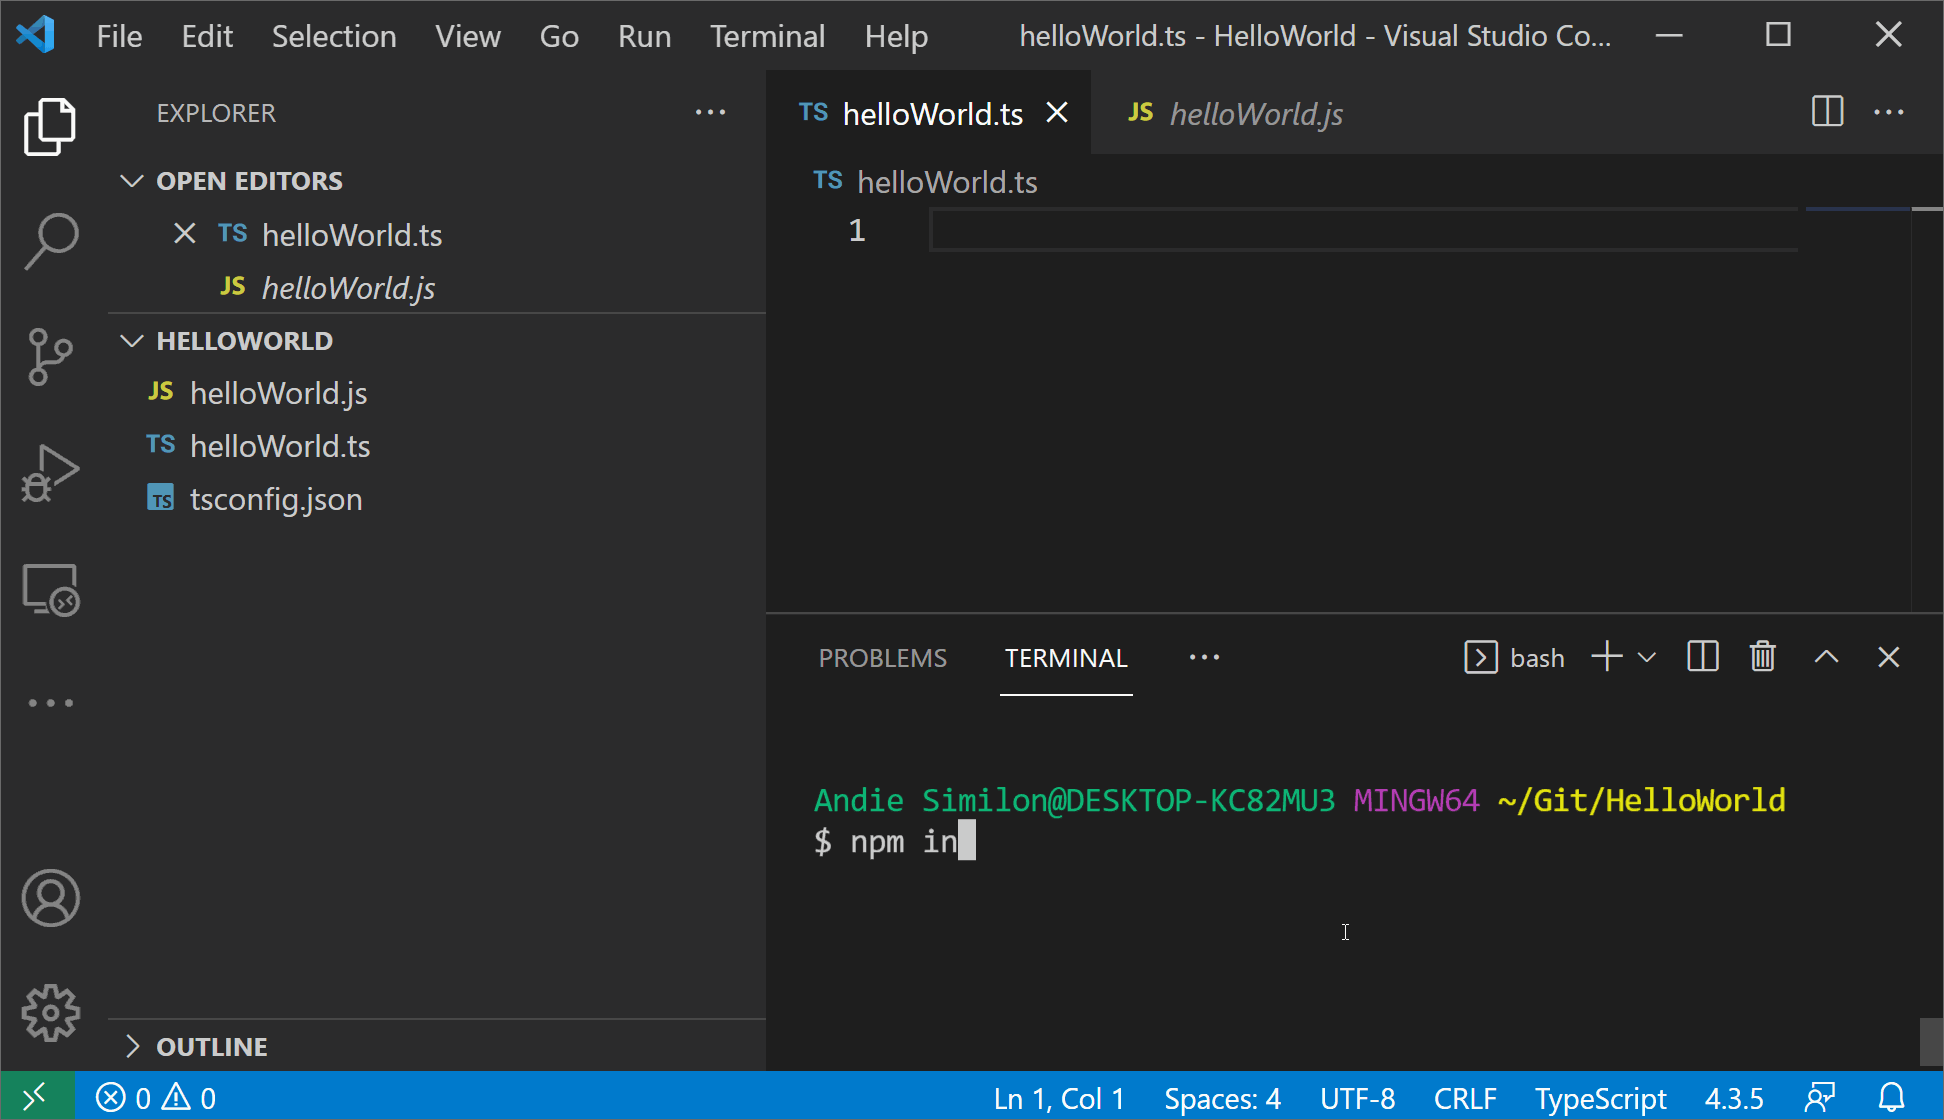 File Edit Selection View Go Run Terminal Help helloWorld.ts - HelloWorld - Visual Studio Co...
EXPLORER
OPEN EDITORS
TS helloWorld.ts
JS helloWorld.js
HELLOWORLD
JS helloWorld.js
TS helloWorld.ts
TS tsconfig.json
OUTLINE
TS helloWorld.ts JS helloWorld.js
TS helloWorld.ts
1
PROBLEMS TERMINAL bash
Andie Similon@DESKTOP-KC82MU3 MINGW64 ~/Git/HelloWorld
$ npm in
0 0 Ln 1, Col 1 Spaces: 4 UTF-8 CRLF TypeScript 4.3.5